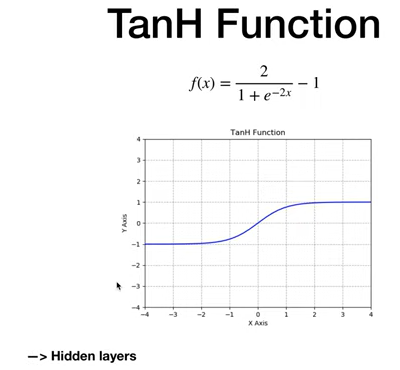 TanH Function
f(x) = 2 / (1 + e^{-2x}) − 1
TanH Function
4
3
2
1
0
−1
−2
−3
−4
Y Axis
−4 −3 −2 −1 0 1 2 3 4
X Axis
—> Hidden layers